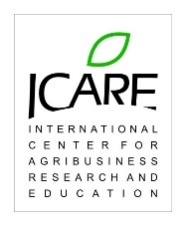 ICARE
INTERNATIONAL
CENTER FOR
AGRIBUSINESS
RESEARCH AND
EDUCATION